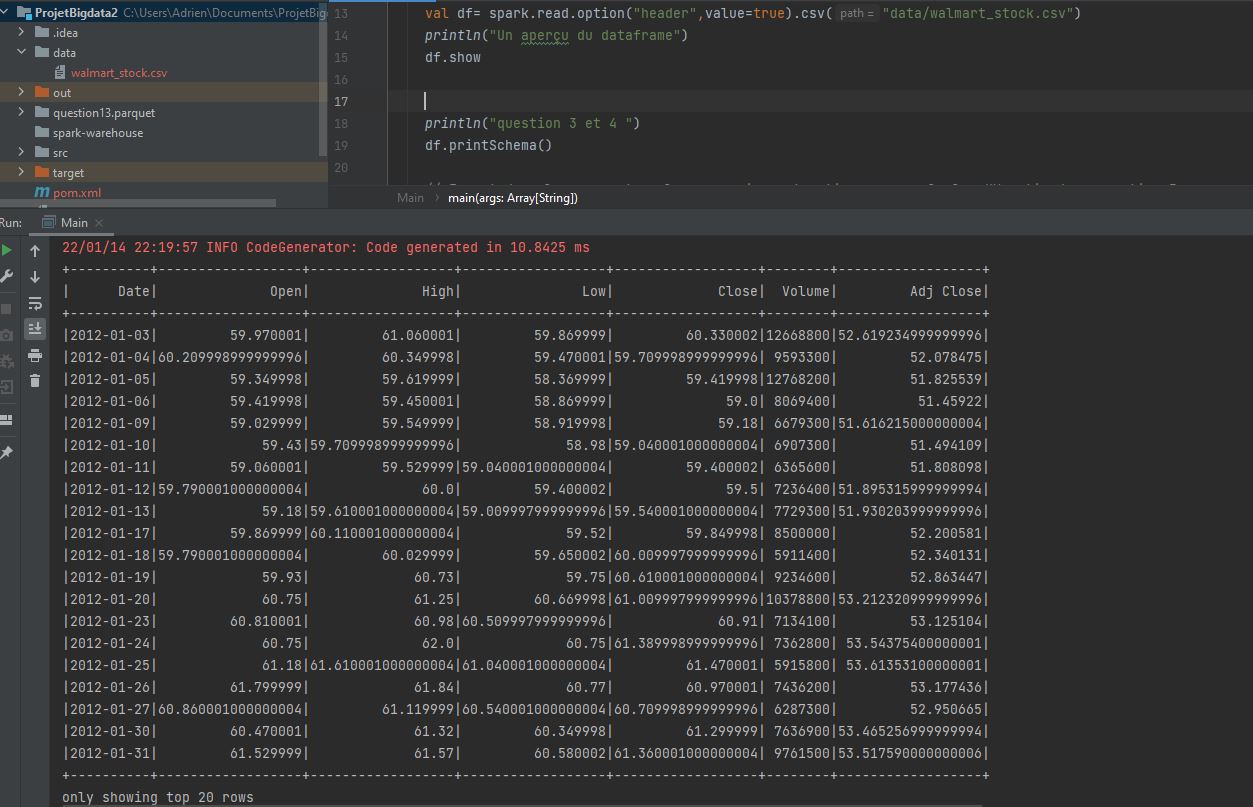 ProjetBigdata2 C:\Users\Adrien\Documents\ProjetBig
.idea
data
walmart_stock.csv
out
question13.parquet
spark-warehouse
src
target
pom.xml
13 val df= spark.read.option("header",value=true).csv( path = "data/walmart_stock.csv")
14 println("Un aperçu du dataframe")
15 df.show
16
17
18 println("question 3 et 4 ")
19 df.printSchema()
20
Main > main(args: Array[String])
Run: Main
22/01/14 22:19:57 INFO CodeGenerator: Code generated in 10.8425 ms
+----------+------------------+------------------+------------------+------------------+--------+------------------+
|      Date|              Open|              High|               Low|             Close|  Volume|         Adj Close|
+----------+------------------+------------------+------------------+------------------+--------+------------------+
|2012-01-03|         59.970001|         61.060001|         59.869999|         60.330002|12668800|52.619234999999996|
|2012-01-04|60.209998999999996|         60.349998|         59.470001|59.709998999999996| 9593300|         52.078475|
|2012-01-05|         59.349998|         59.619999|         58.369999|         59.419998|12768200|         51.825539|
|2012-01-06|         59.419998|         59.450001|         58.869999|              59.0| 8069400|          51.45922|
|2012-01-09|         59.029999|         59.549999|         58.919998|             59.18| 6679300|51.616215000000004|
|2012-01-10|             59.43|59.709998999999996|             58.98|59.040001000000004| 6907300|         51.494109|
|2012-01-11|         59.060001|         59.529999|59.040001000000004|         59.400002| 6365600|         51.808098|
|2012-01-12|59.790001000000004|              60.0|         59.400002|              59.5| 7236400|51.895315999999994|
|2012-01-13|             59.18|59.610001000000004|59.009997999999996|59.540001000000004| 7729300|51.930203999999996|
|2012-01-17|         59.869999|60.110001000000004|             59.52|         59.849998| 8500000|         52.200581|
|2012-01-18|59.790001000000004|         60.029999|         59.650002|60.009997999999996| 5911400|         52.340131|
|2012-01-19|             59.93|             60.73|             59.75|60.610001000000004| 9234600|         52.863447|
|2012-01-20|             60.75|             61.25|         60.669998|61.009997999999996|10378800|53.212320999999996|
|2012-01-23|         60.810001|             60.98|60.509997999999996|             60.91| 7134100|         53.125104|
|2012-01-24|             60.75|              62.0|             60.75|61.389998999999996| 7362800| 53.54375400000001|
|2012-01-25|             61.18|61.610001000000004|61.040001000000004|         61.470001| 5915800| 53.61353100000001|
|2012-01-26|         61.799999|             61.84|             60.77|         60.970001| 7436200|         53.177436|
|2012-01-27|60.860001000000004|         61.119999|60.540001000000004|60.709998999999996| 6287300|         52.950665|
|2012-01-30|         60.470001|             61.32|         60.349998|         61.299999| 7636900|53.465256999999994|
|2012-01-31|         61.529999|             61.57|         60.580002|61.360001000000004| 9761500|53.517590000000006|
+----------+------------------+------------------+------------------+------------------+--------+------------------+
only showing top 20 rows